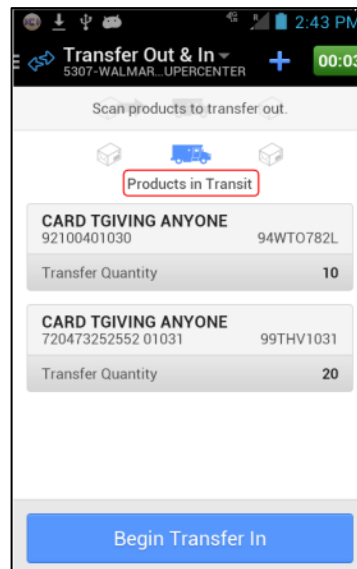 4G 2:43 PM
Transfer Out & In
5307-WALMAR...UPERCENTER
00:03
Scan products to transfer out.
Products in Transit
CARD TGIVING ANYONE
92100401030 94WTO782L
Transfer Quantity 10
CARD TGIVING ANYONE
720473252552 01031 99THV1031
Transfer Quantity 20
Begin Transfer In